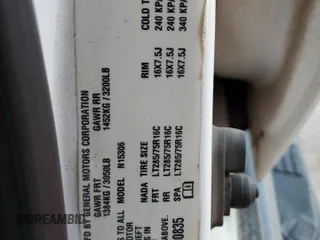 MFD BY GENERAL MOTORS CORPORATION
GAWR FRT GAWR RR
1384KG / 3050LB 1452KG / 3200LB
S TO ALL
MODEL N15306
NADA TIRE SIZE RIM COLD T
FRT LT285/75R16C 16X7.5J 240 KPA
RR LT285/75R16C 16X7.5J 240 KPA
SPA LT285/75R16C 16X7.5J 340 KPA
ABOVE.
0835
CREAMBID